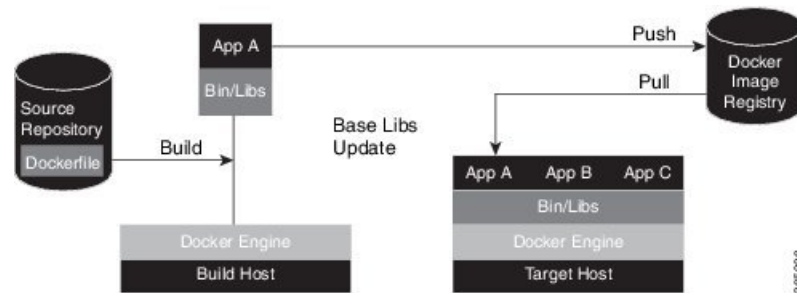 App A
Bin/Libs
Push
Docker
Image
Registry
Pull
Source
Repository
Dockerfile
Build
Base Libs
Update
App A App B App C
Bin/Libs
Docker Engine
Build Host
Docker Engine
Target Host